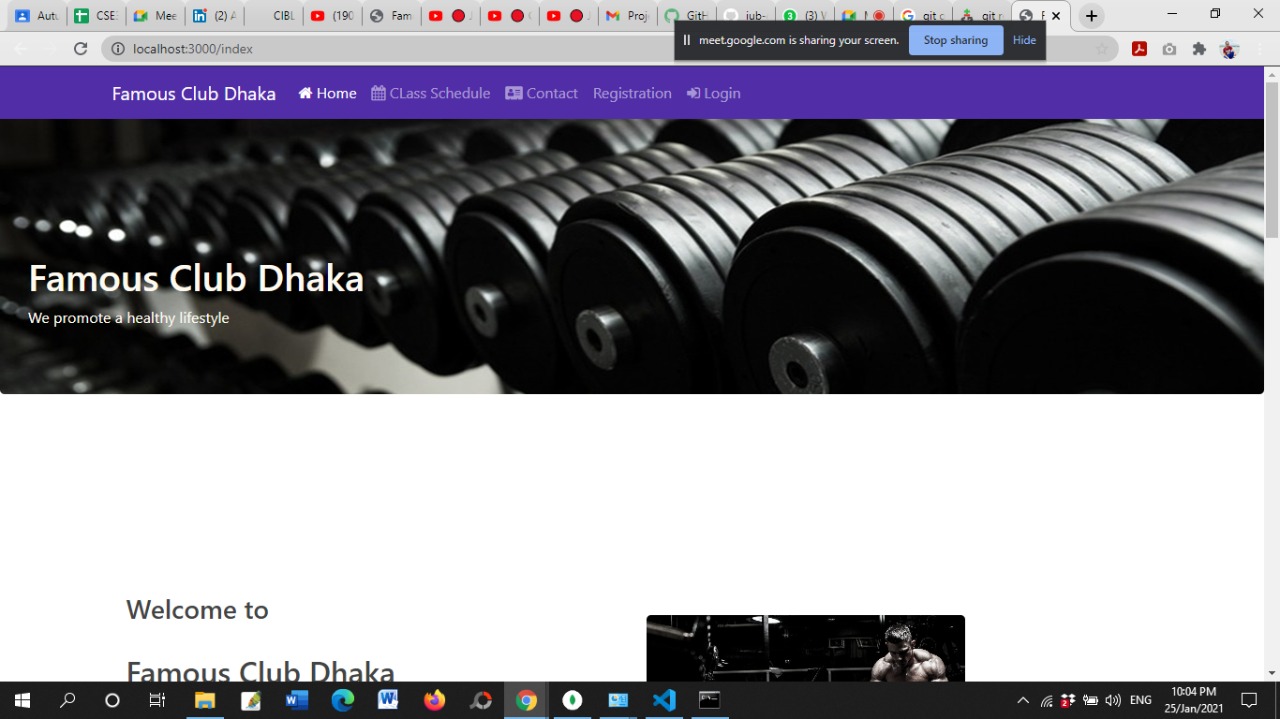 Auto CSE Mee (2) A CIBL (190 Fam Proje GitH iub- (3) W git c git r
meet.google.com is sharing your screen. Stop sharing Hide
localhost:3000/index
Famous Club Dhaka Home CLass Schedule Contact Registration Login
Famous Club Dhaka
We promote a healthy lifestyle
Welcome to
Famous Club Dhaka
ENG 10:04 PM
25/Jan/2021